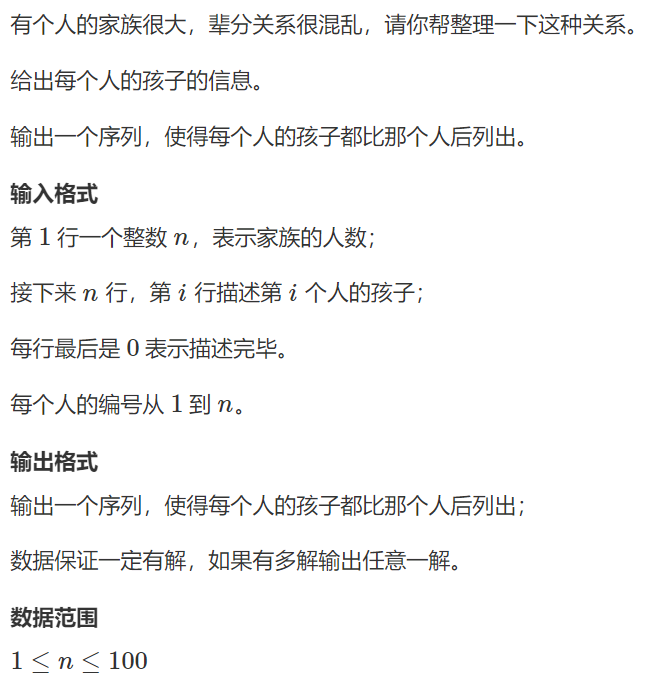 有个人的家族很大，辈分关系很混乱，请你帮整理一下这种关系。
给出每个人的孩子的信息。
输出一个序列，使得每个人的孩子都比那个人后列出。
输入格式
第 1 行一个整数 n，表示家族的人数；
接下来 n 行，第 i 行描述第 i 个人的孩子；
每行最后是 0 表示描述完毕。
每个人的编号从 1 到 n。
输出格式
输出一个序列，使得每个人的孩子都比那个人后列出；
数据保证一定有解，如果有多解输出任意一解。
数据范围
1 ≤ n ≤ 100